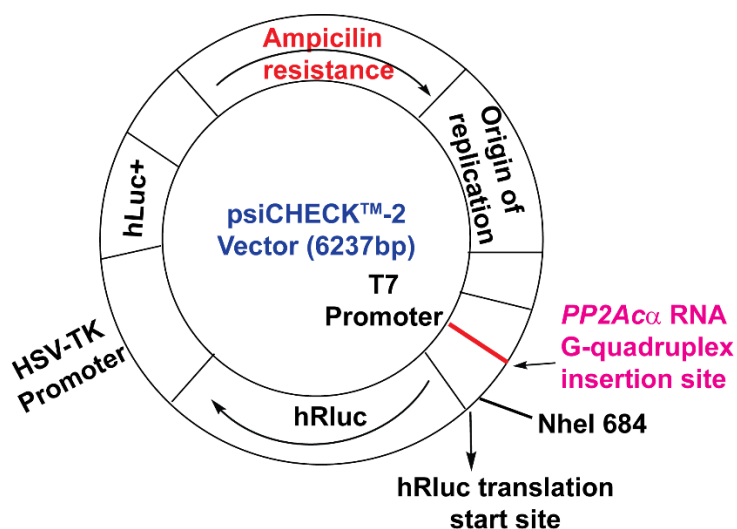 Ampicilin
resistance
Origin of
replication
hLuc+
psiCHECK™-2
Vector (6237bp)
T7
Promoter
PP2Acα RNA
G-quadruplex
insertion site
HSV-TK
Promoter
hRluc
NheI 684
hRluc translation
start site